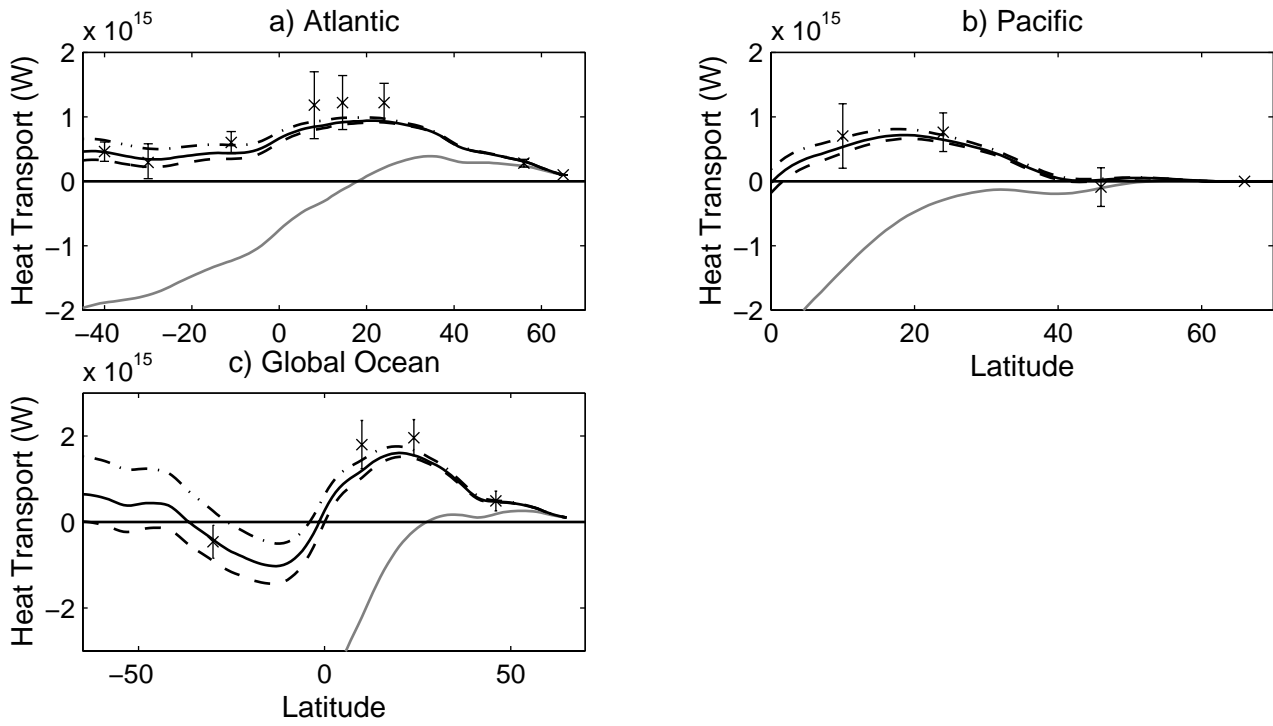 a) Atlantic
x 10^15
Heat Transport (W)
2
1
0
−1
−2
−40
−20
0
20
40
60
b) Pacific
x 10^15
Heat Transport (W)
2
1
0
−1
−2
0
20
40
60
Latitude
c) Global Ocean
x 10^15
Heat Transport (W)
2
0
−2
−50
0
50
Latitude